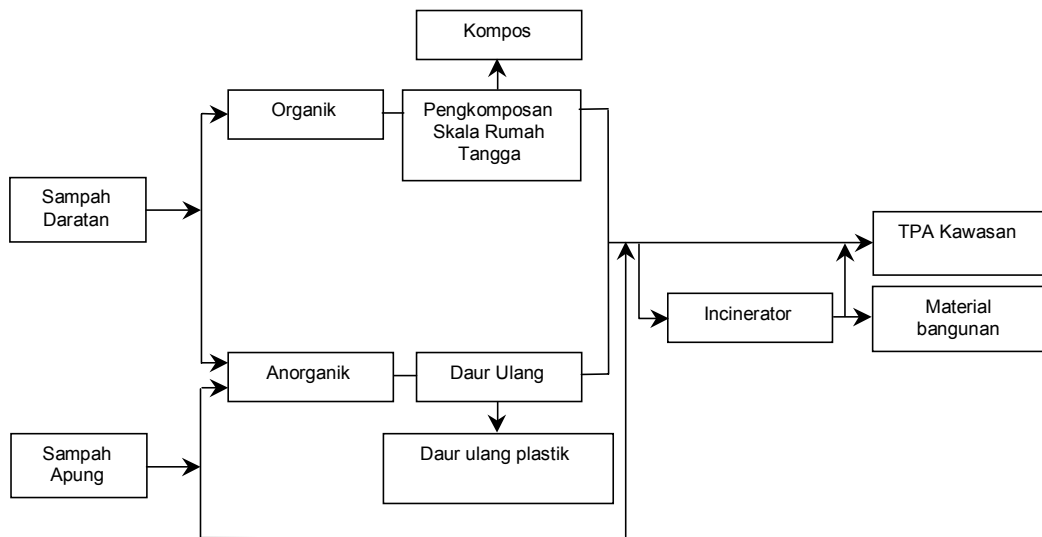 Kompos
Organik
Pengkomposan
Skala Rumah
Tangga
Sampah
Daratan
TPA Kawasan
Incinerator
Material
bangunan
Anorganik
Daur Ulang
Sampah
Apung
Daur ulang plastik